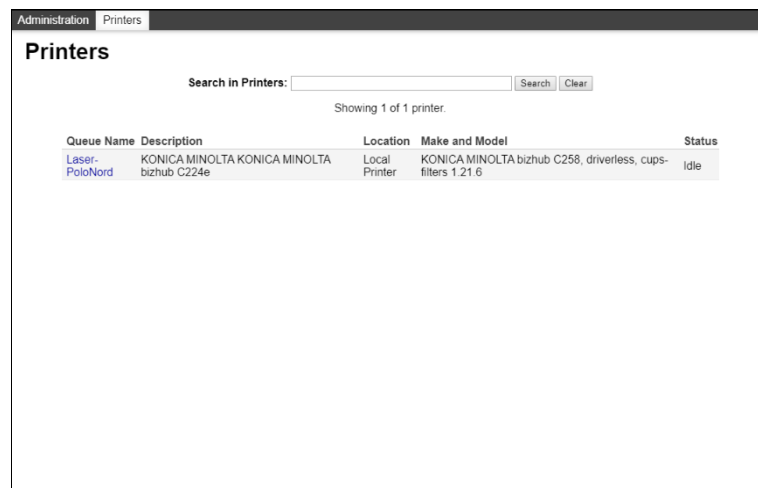 Administration Printers
Printers
Search in Printers: Search Clear
Showing 1 of 1 printer.
Queue Name Description Location Make and Model Status
Laser- KONICA MINOLTA KONICA MINOLTA Local KONICA MINOLTA bizhub C258, driverless, cups- Idle
PoloNord bizhub C224e Printer filters 1.21.6